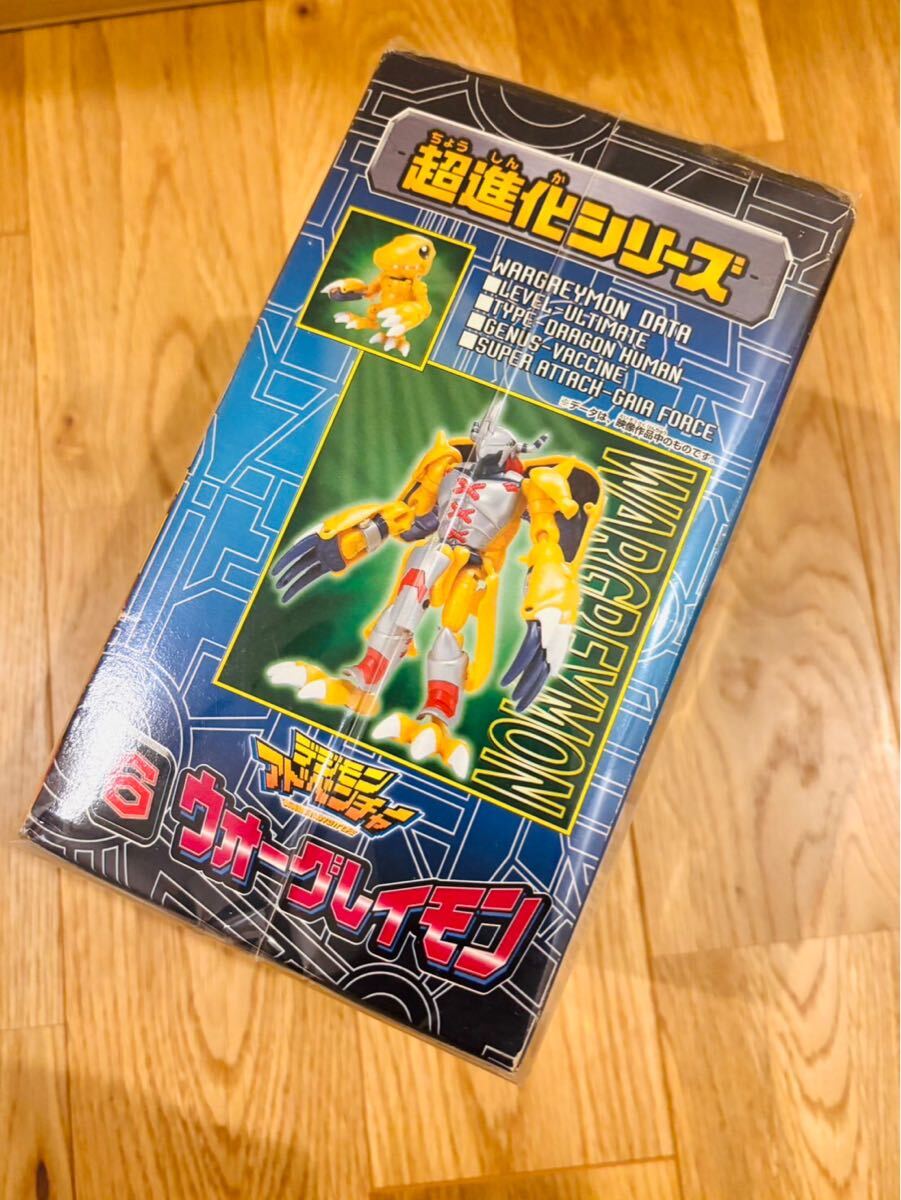 ちょう しん か
超進化シリーズ
WARGREYMON DATA
■LEVEL-ULTIMATE
■TYPE-DRAGON HUMAN
■GENUS-VACCINE
■SUPER ATTACH-GAIA FORCE
※データは、映像作品中のものです。
WARGREYMON
デジモン
アドベンチャー
ウォーグレイモン